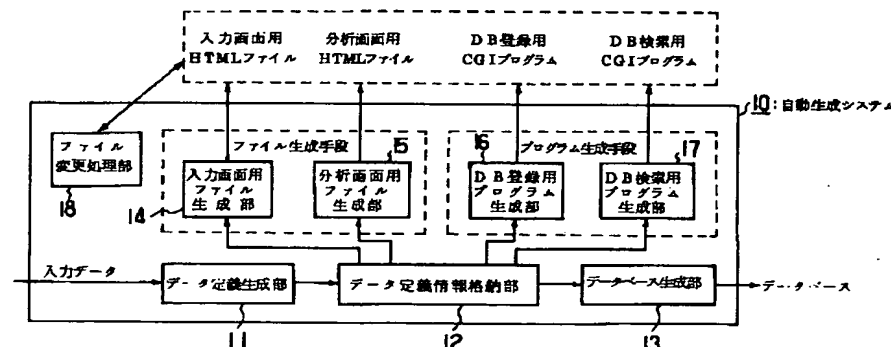 入力画面用
HTMLファイル
分析画面用
HTMLファイル
DB登録用
CGIプログラム
DB検索用
CGIプログラム
10:自動生成システム
ファイル
変更処理部
18
ファイル生成手段
15
入力画面用
ファイル
生成部
14
分析画面用
ファイル
生成部
16
プログラム生成手段
17
DB登録用
プログラム
生成部
DB検索用
プログラム
生成部
入力データ
データ定義生成部
11
データ定義情報格納部
12
データベース生成部
13
データベース